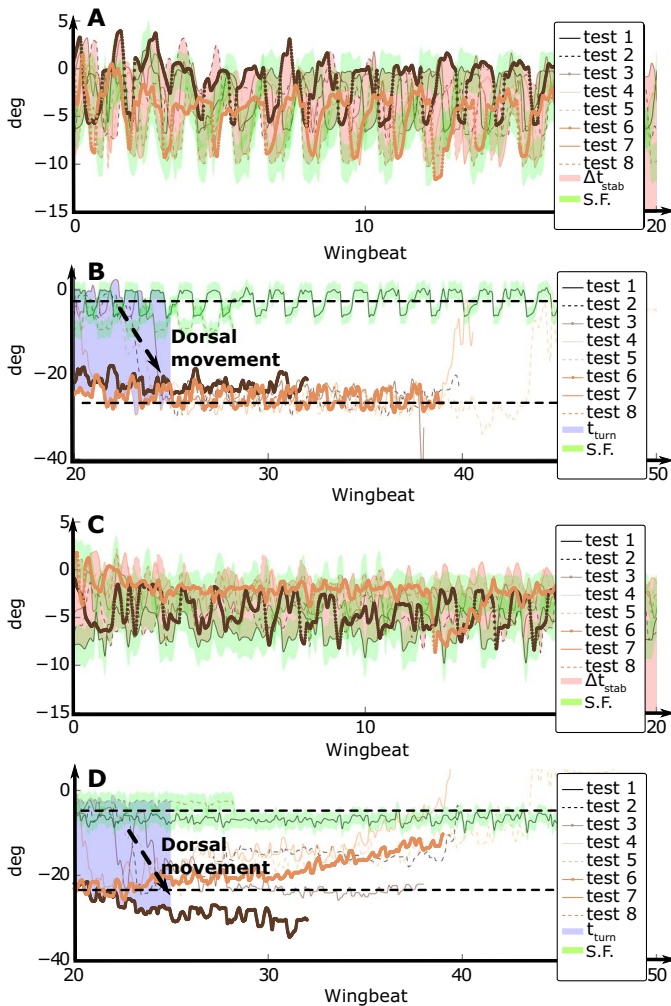 A
5
0
−5
−10
−15
deg
0
10
20
Wingbeat
test 1
test 2
test 3
test 4
test 5
test 6
test 7
test 8
Δt_stab
S.F.
B
0
−20
−40
deg
Dorsal
movement
20
30
40
50
Wingbeat
test 1
test 2
test 3
test 4
test 5
test 6
test 7
test 8
t_turn
S.F.
C
5
0
−5
−10
−15
deg
0
10
20
Wingbeat
test 1
test 2
test 3
test 4
test 5
test 6
test 7
test 8
Δt_stab
S.F.
D
0
−20
−40
deg
Dorsal
movement
20
30
40
50
Wingbeat
test 1
test 2
test 3
test 4
test 5
test 6
test 7
test 8
t_turn
S.F.